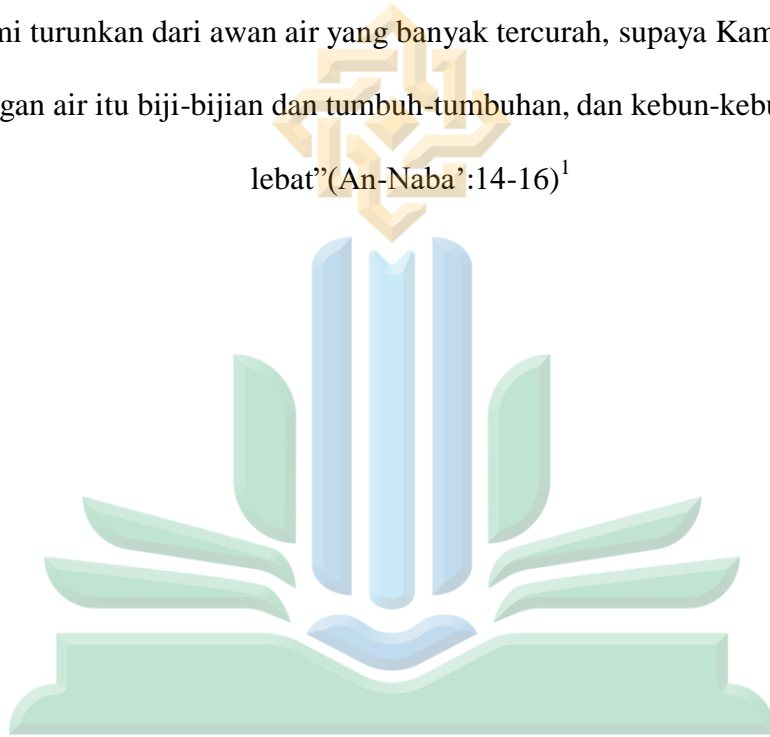 mi turunkan dari awan air yang banyak tercurah, supaya Kam
gan air itu biji-bijian dan tumbuh-tumbuhan, dan kebun-kebu
lebat”(An-Naba’:14-16)¹